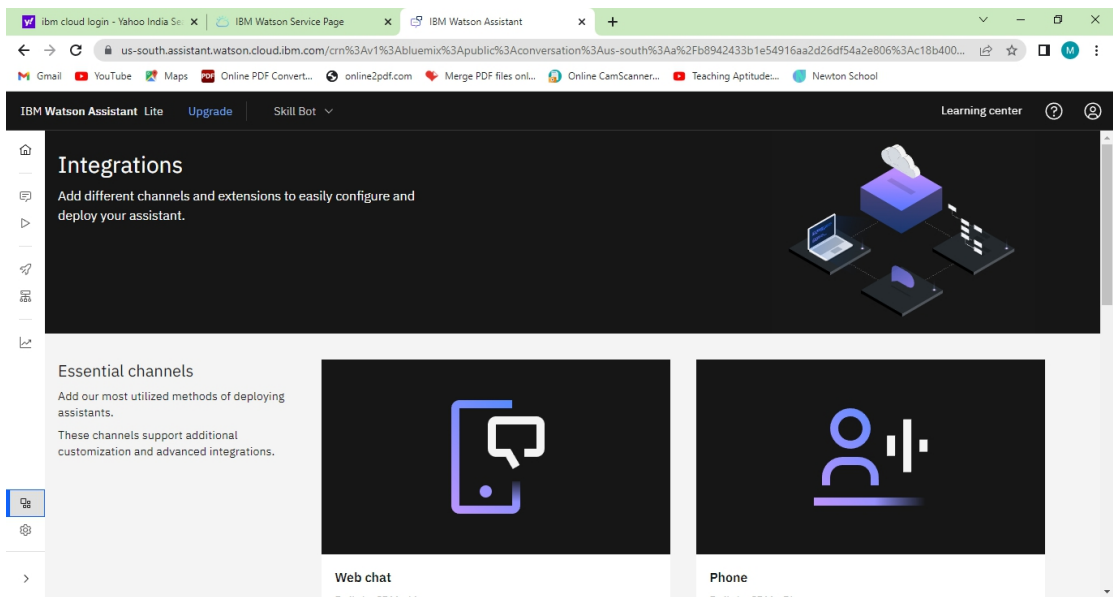 ibm cloud login - Yahoo India Se
IBM Watson Service Page
IBM Watson Assistant
us-south.assistant.watson.cloud.ibm.com/crn%3Av1%3Abluemix%3Apublic%3Aconversation%3Aus-south%3Aa%2Fb8942433b1e54916aa2d26df54a2e806%3Ac18b400...
M
Gmail YouTube Maps PDF Online PDF Convert... online2pdf.com Merge PDF files onl... Online CamScanner... Teaching Aptitude:... Newton School
IBM Watson Assistant Lite Upgrade Skill Bot Learning center
Integrations
Add different channels and extensions to easily configure and
deploy your assistant.
Essential channels
Add our most utilized methods of deploying
assistants.
These channels support additional
customization and advanced integrations.
Web chat
Phone